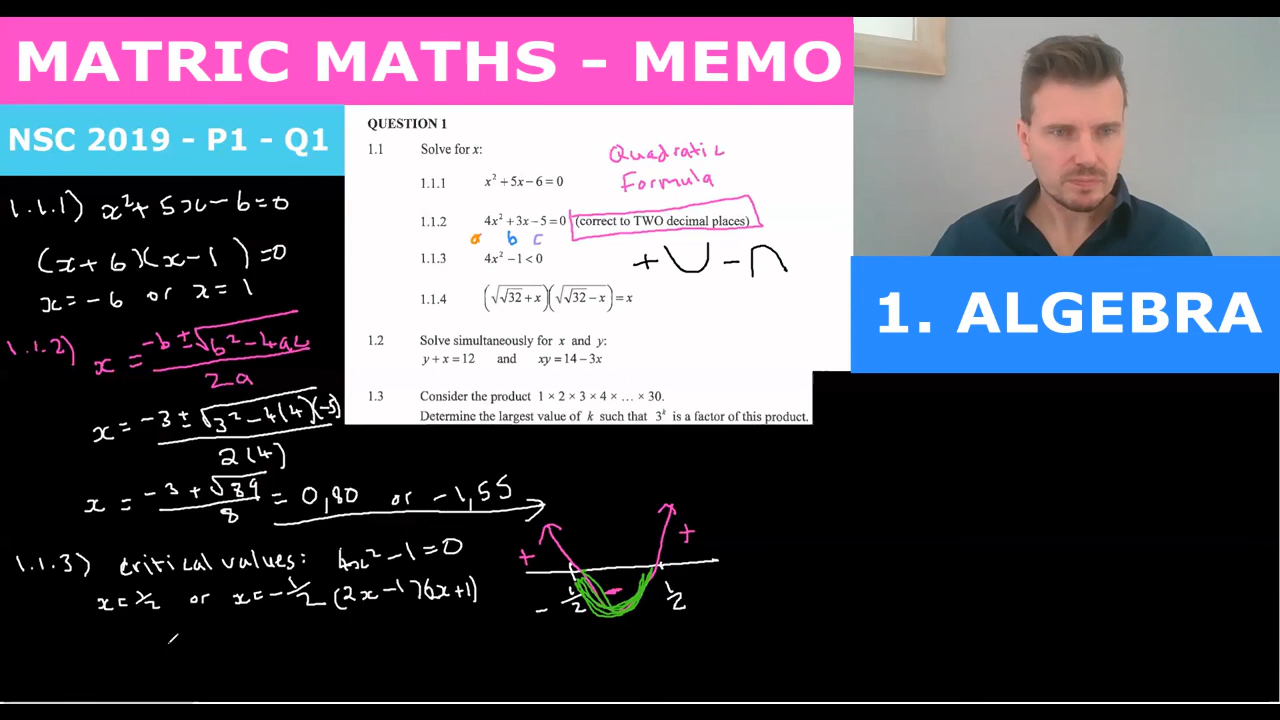 MATRIC MATHS – MEMO
NSC 2019 - P1 - Q1
1. ALGEBRA
QUESTION 1
1.1 Solve for x:
1.1.1 x² + 5x − 6 = 0
1.1.2 4x² + 3x − 5 = 0 (correct to TWO decimal places)
a b c
1.1.3 4x² − 1 < 0
1.1.4 (√(√32 + x))(√(√32 − x)) = x
1.2 Solve simultaneously for x and y:
y + x = 12 and xy = 14 − 3x
1.3 Consider the product 1 × 2 × 3 × 4 × … × 30.
Determine the largest value of k such that 3ᵏ is a factor of this product.
Quadratic
Formula
+ ∪ − ∩
1.1.1) x² + 5x − 6 = 0
(x + 6)(x − 1) = 0
x = −6 or x = 1
1.1.2) x = (−b ± √(b² − 4ac))/2a
x = (−3 ± √(3² − 4(4)(−5)))/2(4)
x = (−3 + √89)/8 = 0,80 or −1,55
1.1.3) critical values: 4x² − 1 = 0
x = 1/2 or x = −1/2 (2x − 1)(2x + 1)
+ − +
−1/2 1/2